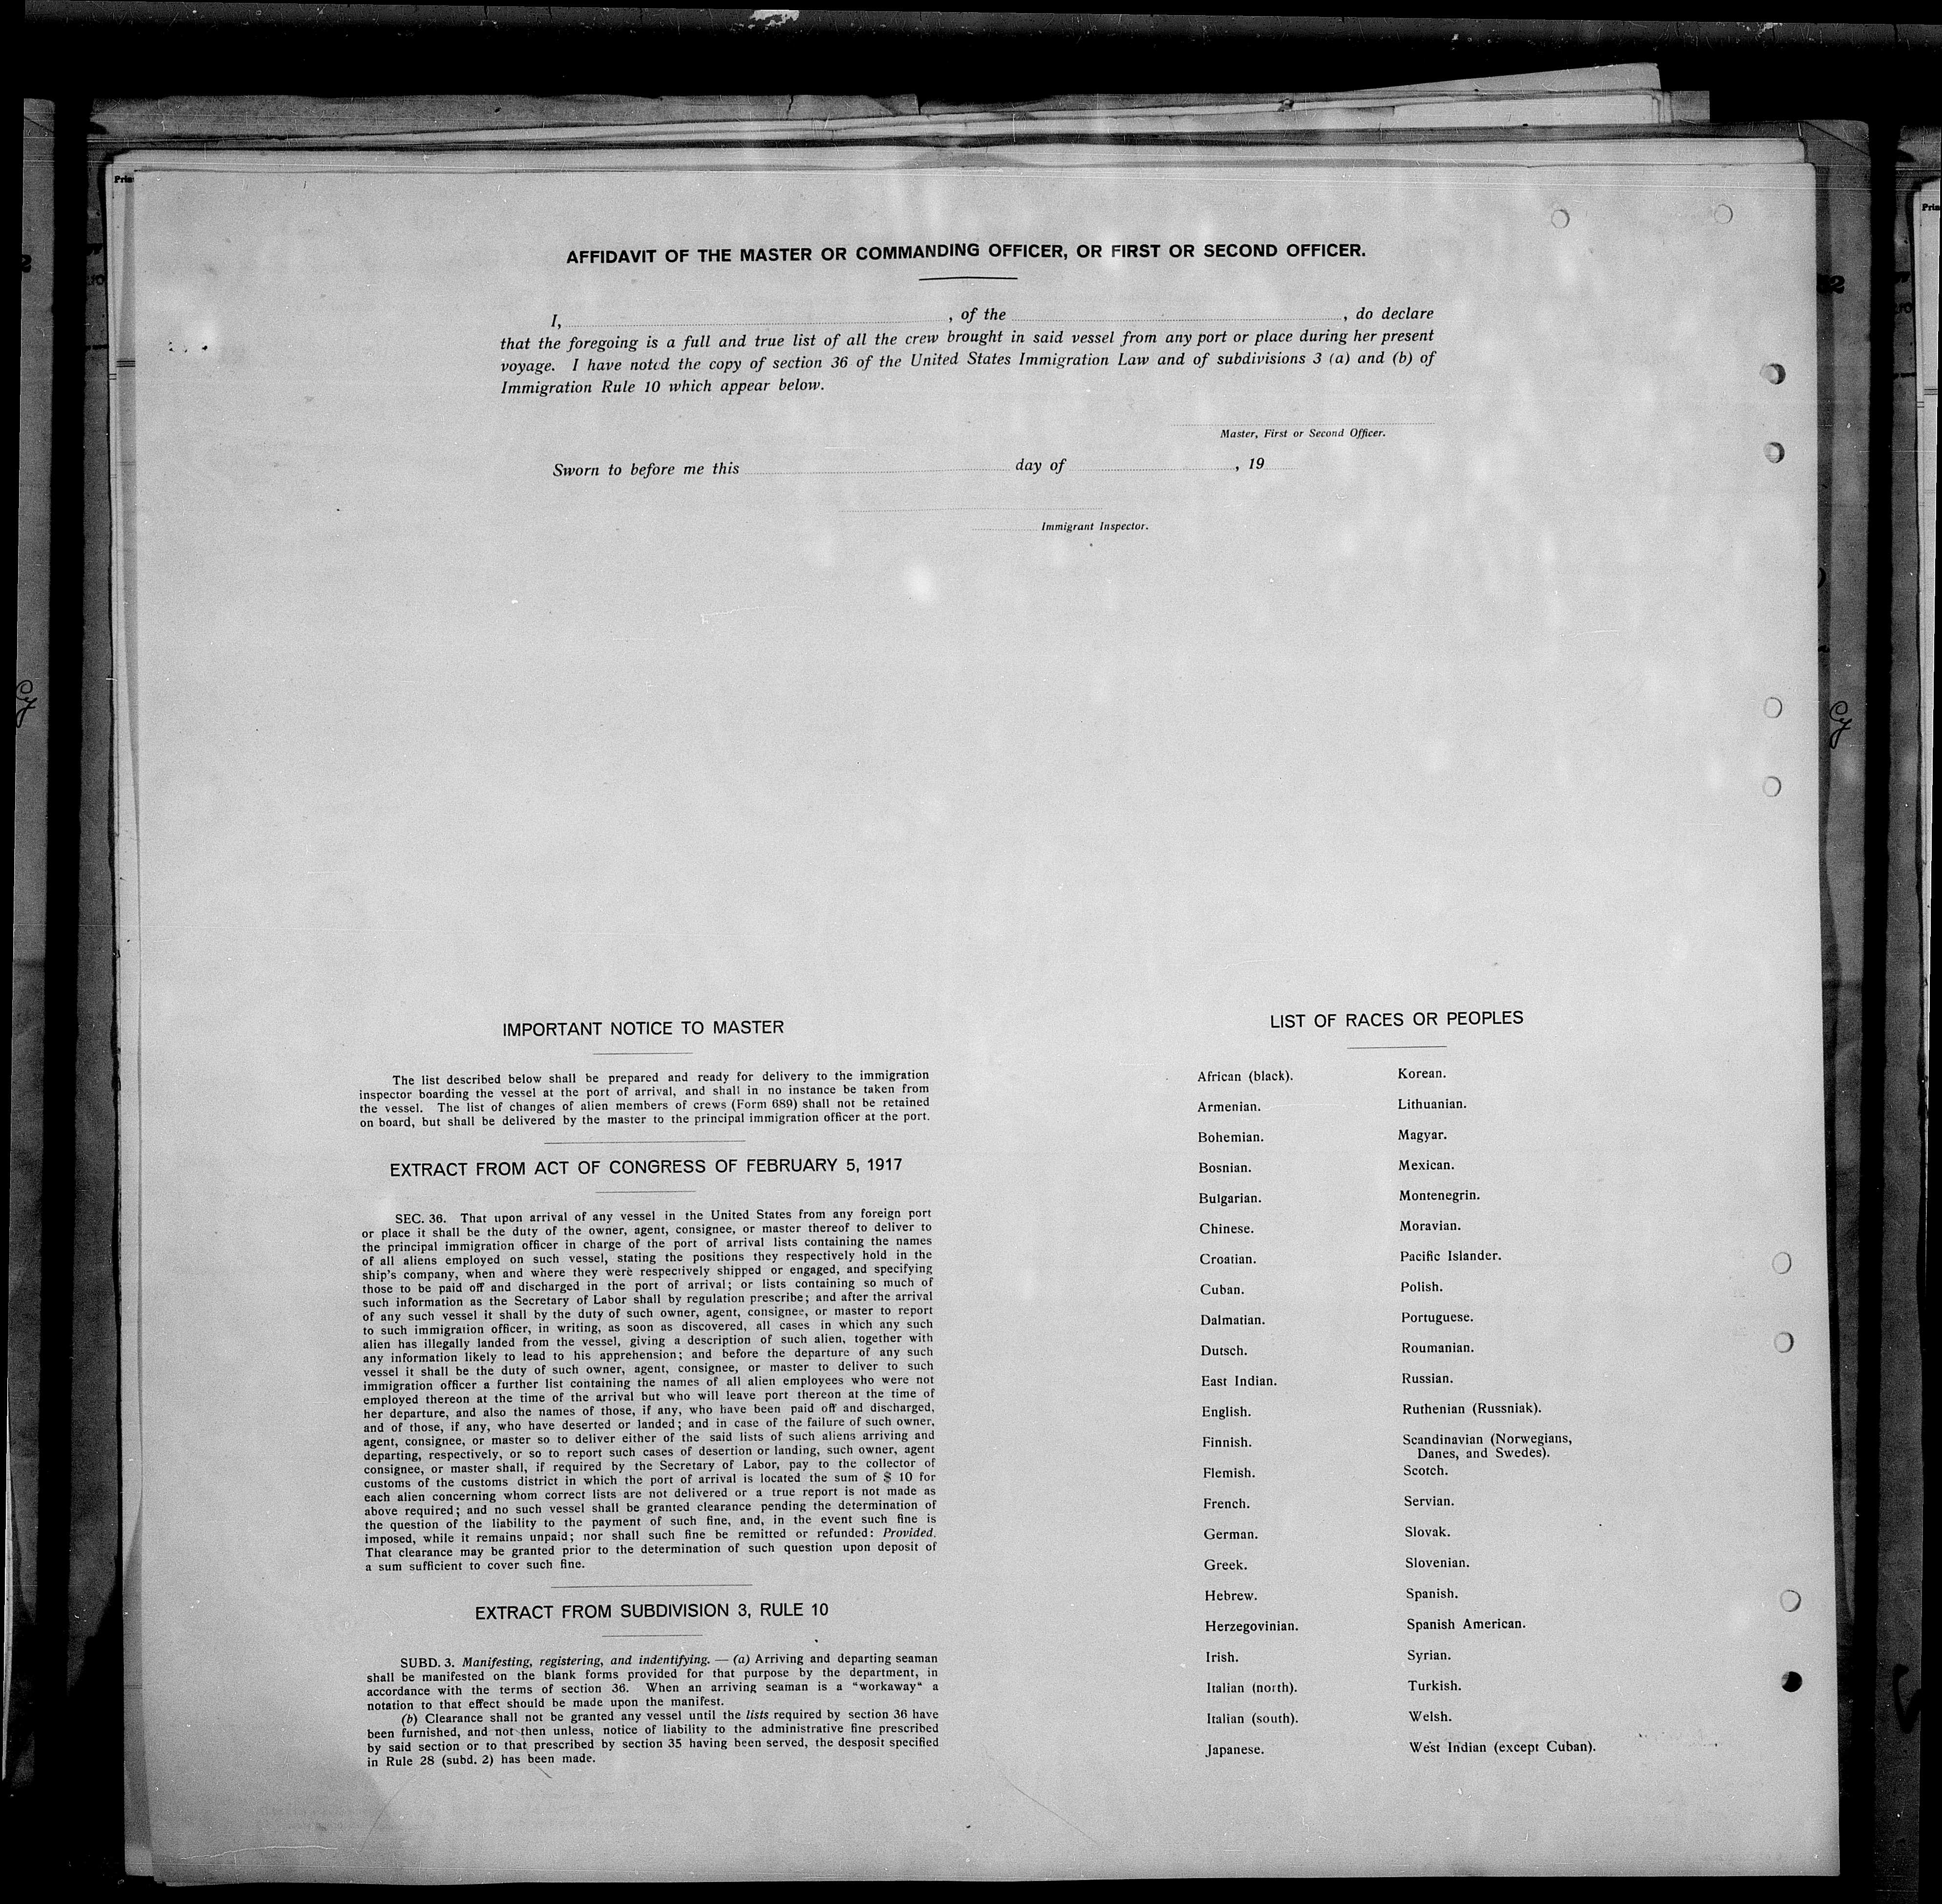 AFFIDAVIT OF THE MASTER OR COMMANDING OFFICER, OR FIRST OR SECOND OFFICER.
I, , of the , do declare
that the foregoing is a full and true list of all the crew brought in said vessel from any port or place during her present
voyage. I have noted the copy of section 36 of the United States Immigration Law and of subdivisions 3 (a) and (b) of
Immigration Rule 10 which appear below.
Master, First or Second Officer.
Sworn to before me this day of , 19
Immigrant Inspector.
IMPORTANT NOTICE TO MASTER
The list described below shall be prepared and ready for delivery to the immigration
inspector boarding the vessel at the port of arrival, and shall in no instance be taken from
the vessel. The list of changes of alien members of crews (Form 689) shall not be retained
on board, but shall be delivered by the master to the principal immigration officer at the port.
EXTRACT FROM ACT OF CONGRESS OF FEBRUARY 5, 1917
SEC. 36. That upon arrival of any vessel in the United States from any foreign port
or place it shall be the duty of the owner, agent, consignee, or master thereof to deliver to
the principal immigration officer in charge of the port of arrival lists containing the names
of all aliens employed on such vessel, stating the positions they respectively hold in the
ship's company, when and where they were respectively shipped or engaged, and specifying
those to be paid off and discharged in the port of arrival; or lists containing so much of
such information as the Secretary of Labor shall by regulation prescribe; and after the arrival
of any such vessel it shall by the duty of such owner, agent, consignee, or master to report
to such immigration officer, in writing, as soon as discovered, all cases in which any such
alien has illegally landed from the vessel, giving a description of such alien, together with
any information likely to lead to his apprehension; and before the departure of any such
vessel it shall be the duty of such owner, agent, consignee, or master to deliver to such
immigration officer a further list containing the names of all alien employees who were not
employed thereon at the time of the arrival but who will leave port thereon at the time of
her departure, and also the names of those, if any, who have been paid off and discharged,
and of those, if any, who have deserted or landed; and in case of the failure of such owner,
agent, consignee, or master so to deliver either of the said lists of such aliens arriving and
departing, respectively, or so to report such cases of desertion or landing, such owner, agent
consignee, or master shall, if required by the Secretary of Labor, pay to the collector of
customs of the customs district in which the port of arrival is located the sum of $ 10 for
each alien concerning whom correct lists are not delivered or a true report is not made as
above required; and no such vessel shall be granted clearance pending the determination of
the question of the liability to the payment of such fine, and, in the event such fine is
imposed, while it remains unpaid; nor shall such fine be remitted or refunded: Provided,
That clearance may be granted prior to the determination of such question upon deposit of
a sum sufficient to cover such fine.
EXTRACT FROM SUBDIVISION 3, RULE 10
SUBD. 3. Manifesting, registering, and indentifying. — (a) Arriving and departing seaman
shall be manifested on the blank forms provided for that purpose by the department, in
accordance with the terms of section 36. When an arriving seaman is a "workaway" a
notation to that effect should be made upon the manifest.
(b) Clearance shall not be granted any vessel until the lists required by section 36 have
been furnished, and not then unless, notice of liability to the administrative fine prescribed
by said section or to that prescribed by section 35 having been served, the desposit specified
in Rule 28 (subd. 2) has been made.
LIST OF RACES OR PEOPLES
African (black).
Armenian.
Bohemian.
Bosnian.
Bulgarian.
Chinese.
Croatian.
Cuban.
Dalmatian.
Dutsch.
East Indian.
English.
Finnish.
Flemish.
French.
German.
Greek.
Hebrew.
Herzegovinian.
Irish.
Italian (north).
Italian (south).
Japanese.
Korean.
Lithuanian.
Magyar.
Mexican.
Montenegrin.
Moravian.
Pacific Islander.
Polish.
Portuguese.
Roumanian.
Russian.
Ruthenian (Russniak).
Scandinavian (Norwegians,
Danes, and Swedes).
Scotch.
Servian.
Slovak.
Slovenian.
Spanish.
Spanish American.
Syrian.
Turkish.
Welsh.
West Indian (except Cuban).